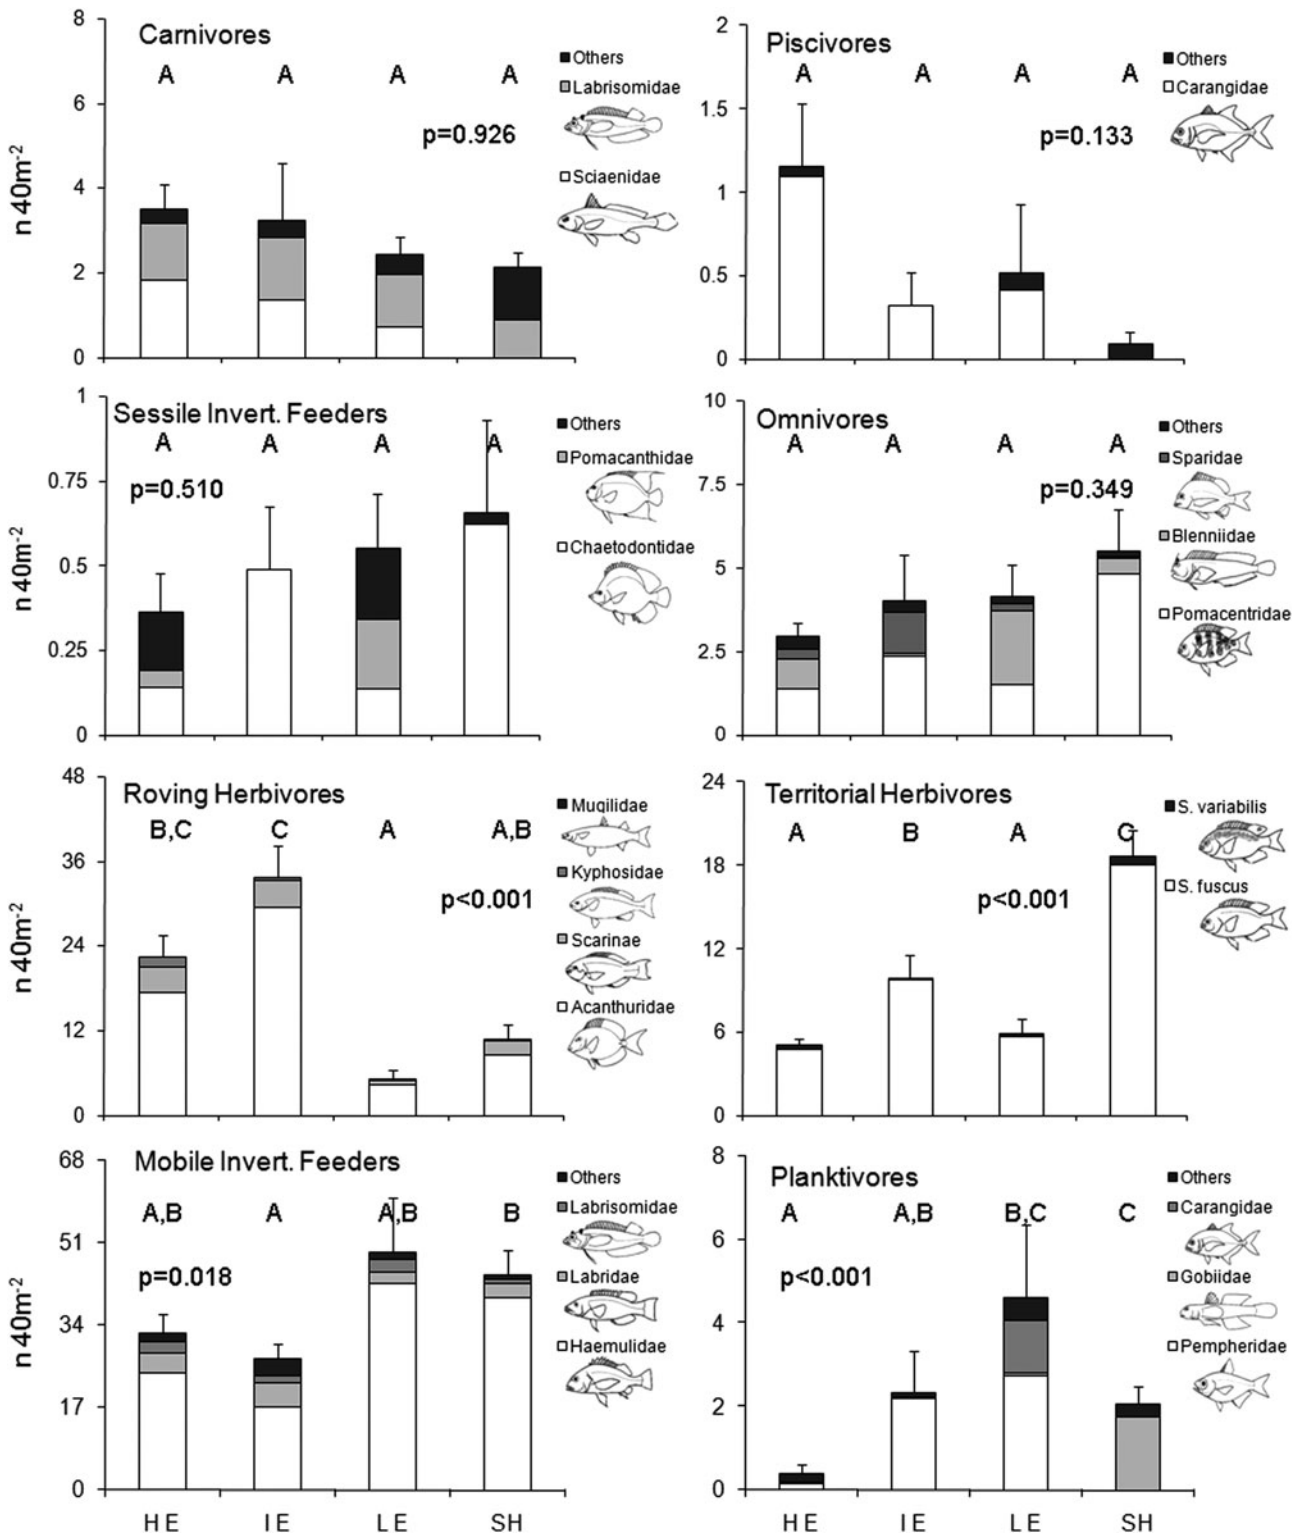 Carnivores
8
6
4
2
0
n 40m-2
A A A A
p=0.926
Others
Labrisomidae
Sciaenidae
Piscivores
2
1.5
1
0.5
0
A A A A
p=0.133
Others
Carangidae
Sessile Invert. Feeders
1
0.75
0.5
0.25
0
n 40m-2
A A A A
p=0.510
Others
Pomacanthidae
Chaetodontidae
Omnivores
10
7.5
5
2.5
0
A A A A
p=0.349
Others
Sparidae
Blenniidae
Pomacentridae
Roving Herbivores
48
36
24
12
0
n 40m-2
B,C C A A,B
p<0.001
Mugilidae
Kyphosidae
Scarinae
Acanthuridae
Territorial Herbivores
24
18
12
6
0
A B A C
p<0.001
S. variabilis
S. fuscus
Mobile Invert. Feeders
68
51
34
17
0
n 40m-2
A,B A A,B B
p=0.018
Others
Labrisomidae
Labridae
Haemulidae
HE IE LE SH
Planktivores
8
6
4
2
0
A A,B B,C C
p<0.001
Others
Carangidae
Gobiidae
Pempheridae
HE IE LE SH